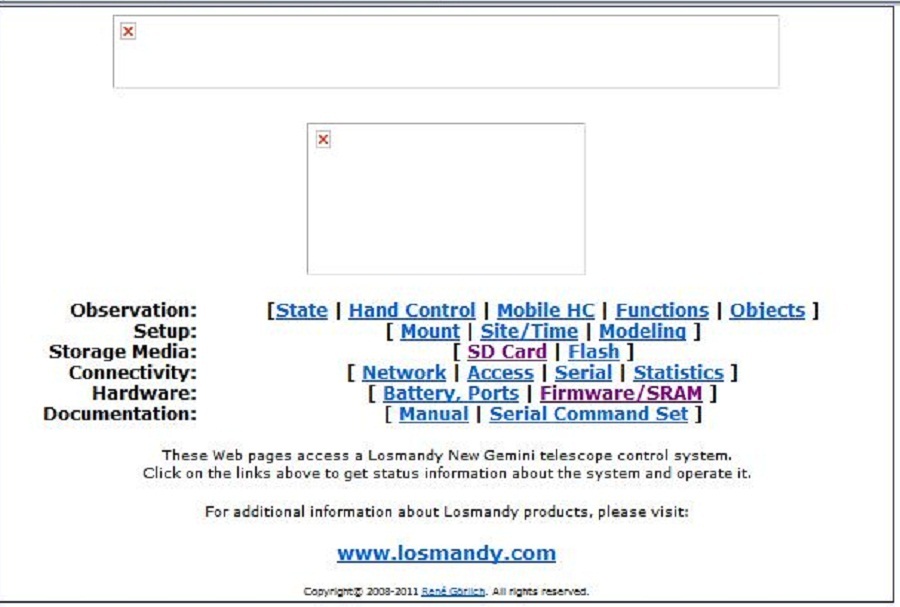 Observation: [State | Hand Control | Mobile HC | Functions | Objects ]
Setup: [ Mount | Site/Time | Modeling ]
Storage Media: [ SD Card | Flash ]
Connectivity: [ Network | Access | Serial | Statistics ]
Hardware: [ Battery, Ports | Firmware/SRAM ]
Documentation: [ Manual | Serial Command Set ]
These Web pages access a Losmandy New Gemini telescope control system.
Click on the links above to get status information about the system and operate it.
For additional information about Losmandy products, please visit:
www.losmandy.com
Copyright© 2008-2011 René Görlich. All rights reserved.